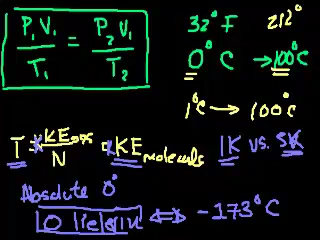 P₁V₁ / T₁ = P₂V₁ / T₂
32°F 212°
0°C → 100°C
1°C → 100°C
T = KE / N = KE molecule 1K vs. 5K
Absolute 0°
0 kelvin ⇔ -173°C